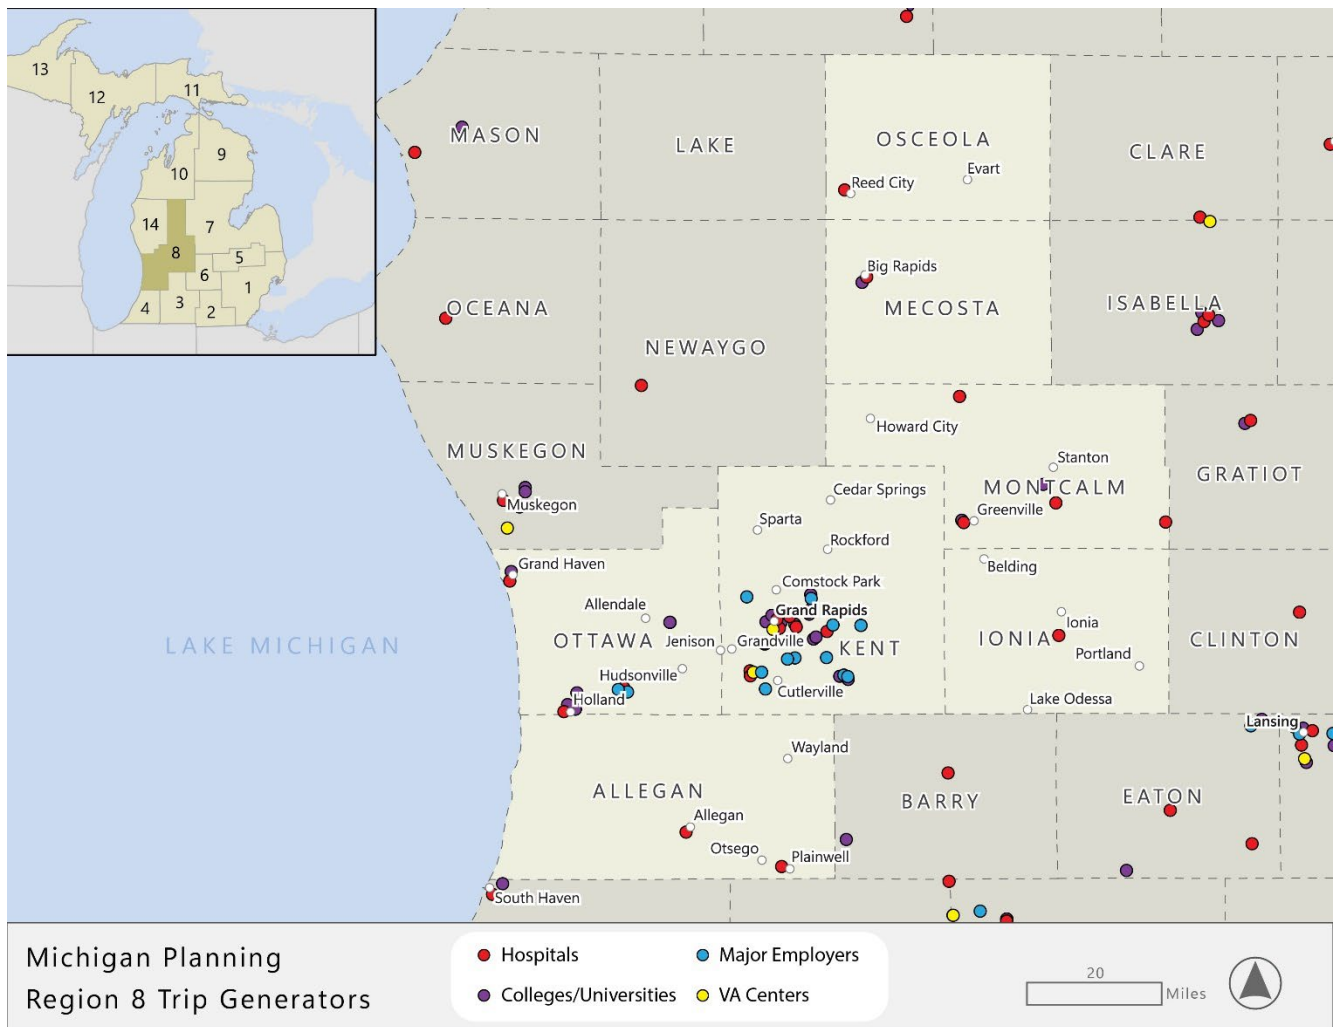 13
12
11
9
10
14
7
8
5
6
1
4
3
2
MASON
LAKE
OSCEOLA
CLARE
Evart
Reed City
Big Rapids
OCEANA
MECOSTA
ISABELLA
NEWAYGO
Howard City
MUSKEGON
Stanton
GRATIOT
MONTCALM
Cedar Springs
Muskegon
Greenville
Sparta
Rockford
Grand Haven
Belding
Comstock Park
Allendale
Grand Rapids
Ionia
LAKE MICHIGAN
OTTAWA
Jenison
Grandville
KENT
IONIA
CLINTON
Portland
Hudsonville
Cutlerville
Holland
Lake Odessa
Lansing
Wayland
ALLEGAN
BARRY
EATON
Allegan
Otsego
Plainwell
South Haven
Michigan Planning
Region 8 Trip Generators
Hospitals
Major Employers
Colleges/Universities
VA Centers
20
Miles